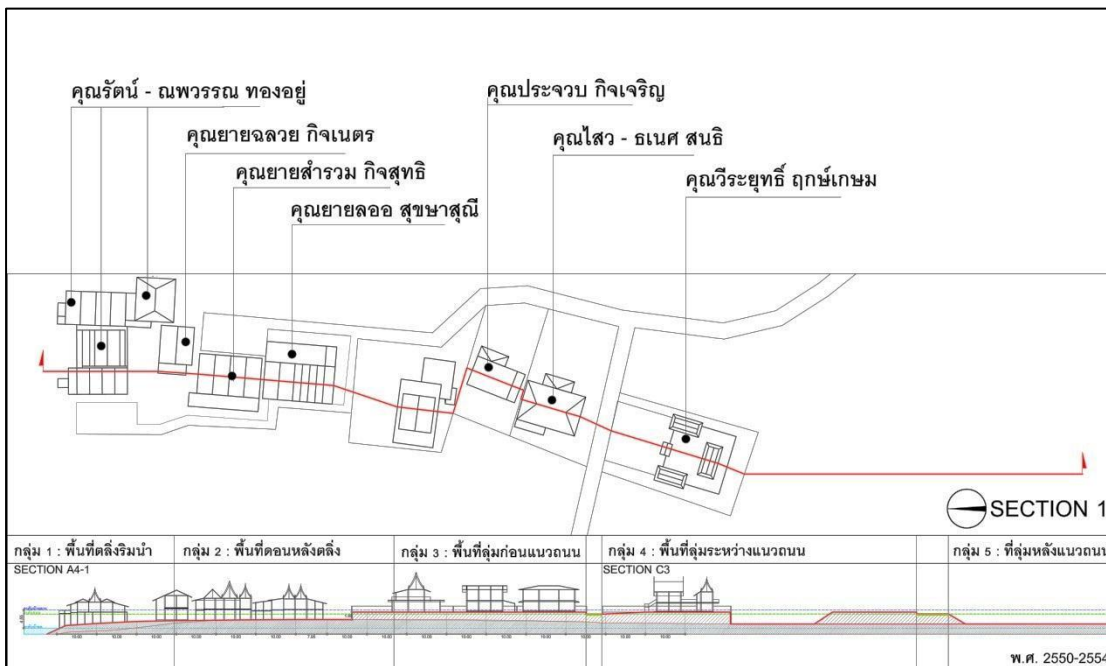 คุณรัตน์ - ณพวรรณ ทองอยู่
คุณประจวบ กิจเจริญ
คุณยายฉลวย กิจเนตร
คุณไสว - ธเนศ สนธิ
คุณยายสำรวม กิจสุทธิ
คุณวีระยุทธิ์ ฤกษ์เกษม
คุณยายลออ สุขษาสุณี
SECTION 1
กลุ่ม 1 : พื้นที่ตลิ่งริมน้ำ
กลุ่ม 2 : พื้นที่ดอนหลังตลิ่ง
กลุ่ม 3 : พื้นที่ลุ่มก่อนแนวถนน
กลุ่ม 4 : พื้นที่ลุ่มระหว่างแนวถนน
กลุ่ม 5 : ที่ลุ่มหลังแนวถนน
SECTION A4-1
SECTION C3
พ.ศ. 2550-2554